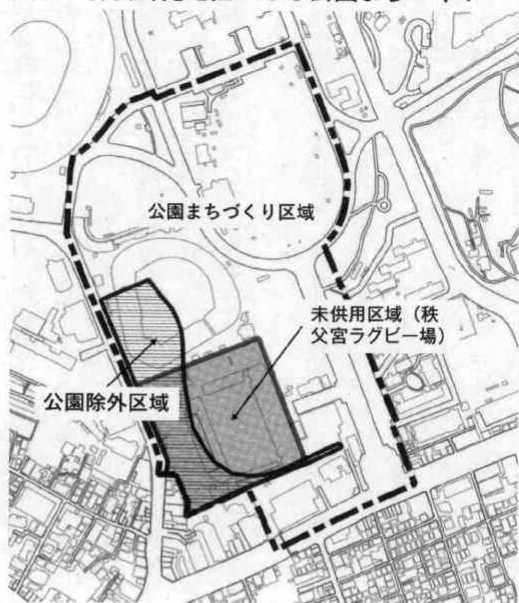 公園まちづくり区域
未供用区域（秩
父宮ラグビー場）
公園除外区域